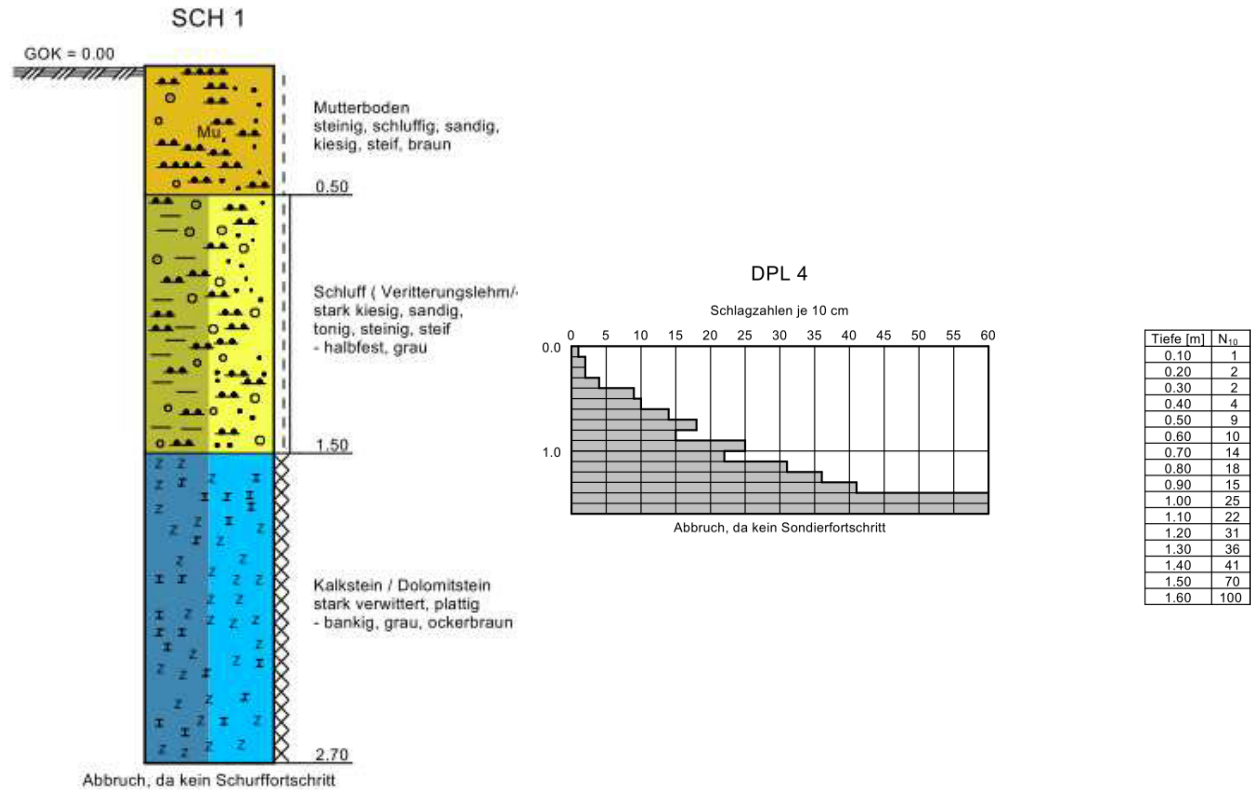 SCH 1
GOK = 0.00
Mu
Mutterboden
steinig, schluffig, sandig,
kiesig, steif, braun
0.50
Schluff ( Veritterungslehm/-
stark kiesig, sandig,
tonig, steinig, steif
- halbfest, grau
1.50
Kalkstein / Dolomitstein
stark verwittert, plattig
- bankig, grau, ockerbraun
2.70
Abbruch, da kein Schurffortschritt
DPL 4
Schlagzahlen je 10 cm
0 5 10 15 20 25 30 35 40 45 50 55 60
0.0
1.0
Abbruch, da kein Sondierfortschritt
Tiefe [m] N₁₀
0.10 1
0.20 2
0.30 2
0.40 4
0.50 9
0.60 10
0.70 14
0.80 18
0.90 15
1.00 25
1.10 22
1.20 31
1.30 36
1.40 41
1.50 70
1.60 100